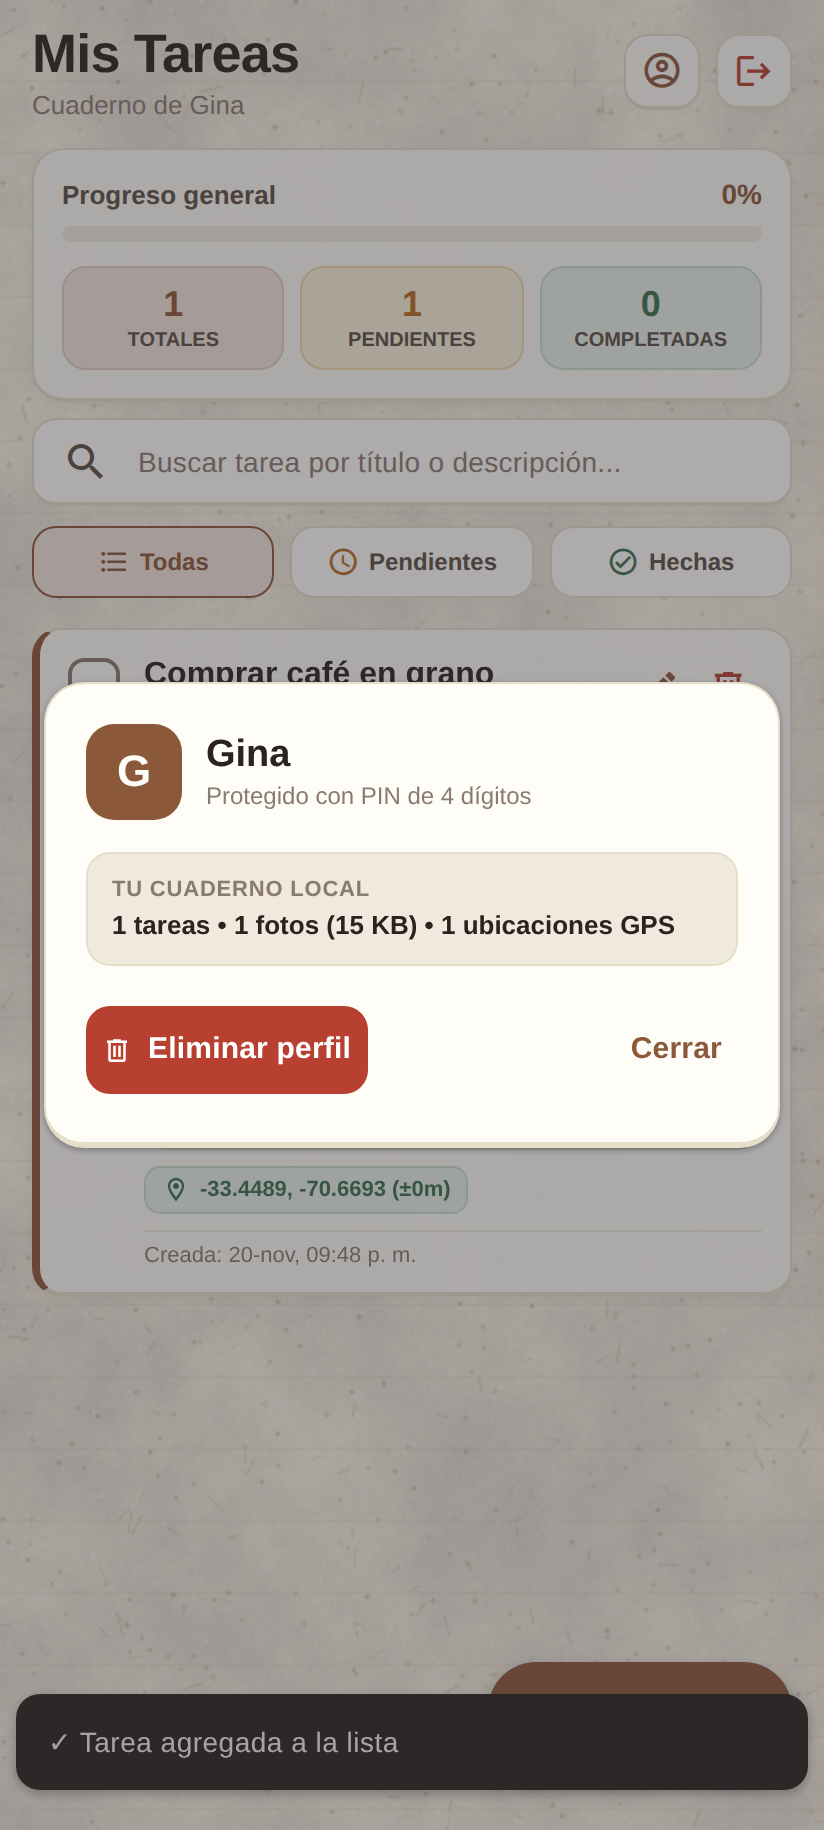 Mis Tareas
Cuaderno de Gina
Progreso general 0%
1 1 0
TOTALES PENDIENTES COMPLETADAS
Buscar tarea por título o descripción...
Todas Pendientes Hechas
Comprar café en grano
G Gina
Protegido con PIN de 4 dígitos
TU CUADERNO LOCAL
1 tareas • 1 fotos (15 KB) • 1 ubicaciones GPS
Eliminar perfil Cerrar
-33.4489, -70.6693 (±0m)
Creada: 20-nov, 09:48 p. m.
✓ Tarea agregada a la lista